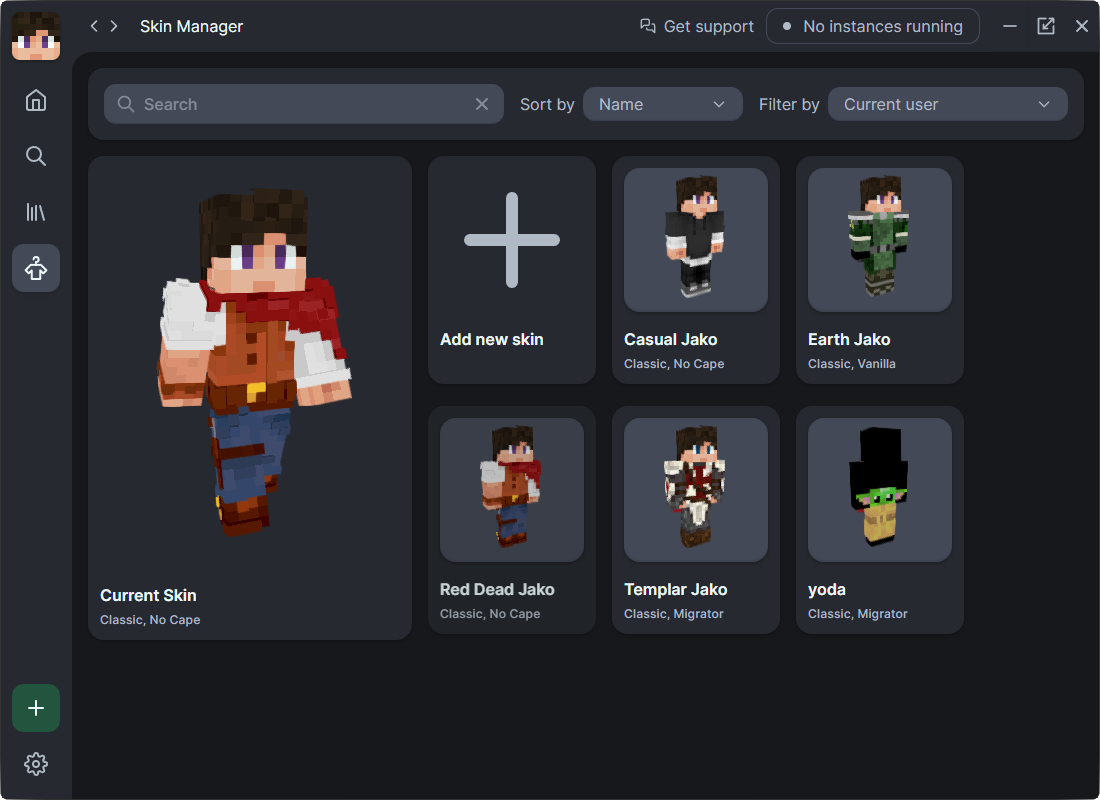 Skin Manager
Get support
No instances running
Search
Sort by
Name
Filter by
Current user
Current Skin
Classic, No Cape
Add new skin
Casual Jako
Classic, No Cape
Earth Jako
Classic, Vanilla
Red Dead Jako
Classic, No Cape
Templar Jako
Classic, Migrator
yoda
Classic, Migrator